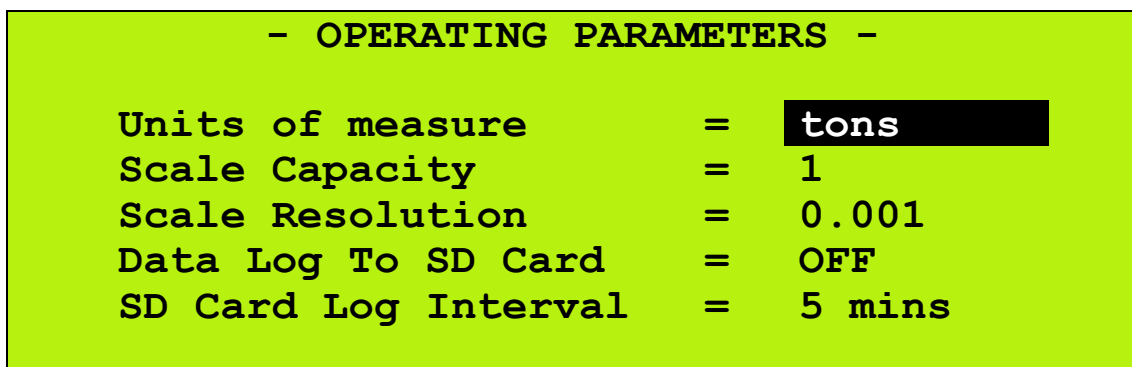 - OPERATING PARAMETERS -
Units of measure = tons
Scale Capacity = 1
Scale Resolution = 0.001
Data Log To SD Card = OFF
SD Card Log Interval = 5 mins